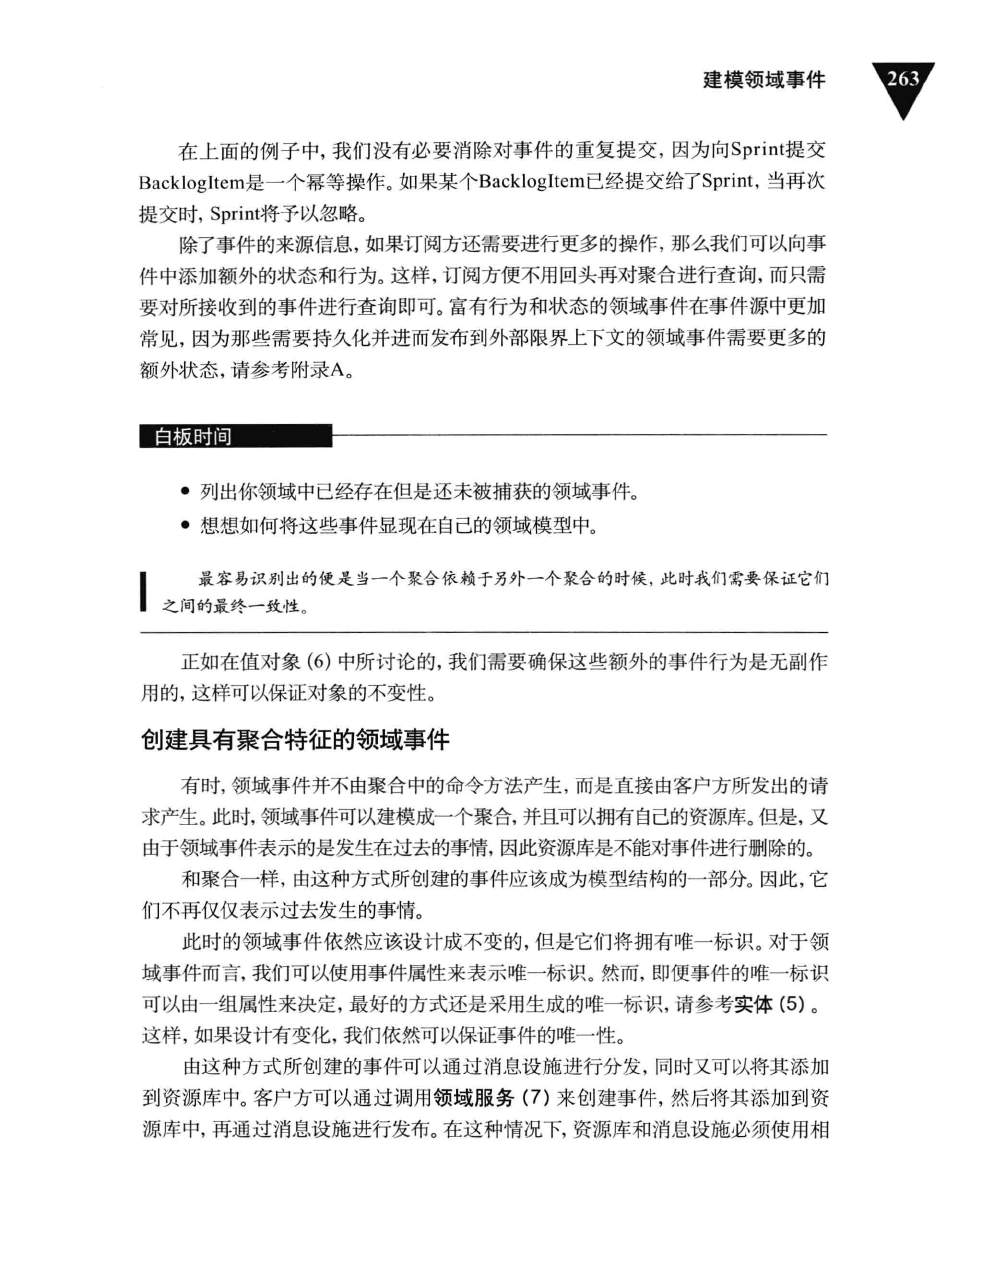 建模领域事件
263
在上面的例子中, 我们没有必要消除对事件的重复提交, 因为向Sprint提交
BacklogItem是一个幂等操作。如果某个BacklogItem已经提交给了Sprint, 当再次
提交时, Sprint将予以忽略。
除了事件的来源信息, 如果订阅方还需要进行更多的操作, 那么我们可以向事
件中添加额外的状态和行为。这样, 订阅方便不用回头再对聚合进行查询, 而只需
要对所接收到的事件进行查询即可。富有行为和状态的领域事件在事件源中更加
常见, 因为那些需要持久化并进而发布到外部限界上下文的领域事件需要更多的
额外状态, 请参考附录A。
白板时间
● 列出你领域中已经存在但是还未被捕获的领域事件。
● 想想如何将这些事件显现在自己的领域模型中。
最容易识别出的便是当一个聚合依赖于另外一个聚合的时候, 此时我们需要保证它们
之间的最终一致性。
正如在值对象 (6) 中所讨论的, 我们需要确保这些额外的事件行为是无副作
用的, 这样可以保证对象的不变性。
创建具有聚合特征的领域事件
有时, 领域事件并不由聚合中的命令方法产生, 而是直接由客户方所发出的请
求产生。此时, 领域事件可以建模成一个聚合, 并且可以拥有自己的资源库。但是, 又
由于领域事件表示的是发生在过去的事情, 因此资源库是不能对事件进行删除的。
和聚合一样, 由这种方式所创建的事件应该成为模型结构的一部分。因此, 它
们不再仅仅表示过去发生的事情。
此时的领域事件依然应该设计成不变的, 但是它们将拥有唯一标识。对于领
域事件而言, 我们可以使用事件属性来表示唯一标识。然而, 即便事件的唯一标识
可以由一组属性来决定, 最好的方式还是采用生成的唯一标识, 请参考实体 (5) 。
这样, 如果设计有变化, 我们依然可以保证事件的唯一性。
由这种方式所创建的事件可以通过消息设施进行分发, 同时又可以将其添加
到资源库中。客户方可以通过调用领域服务 (7) 来创建事件, 然后将其添加到资
源库中, 再通过消息设施进行发布。在这种情况下, 资源库和消息设施必须使用相